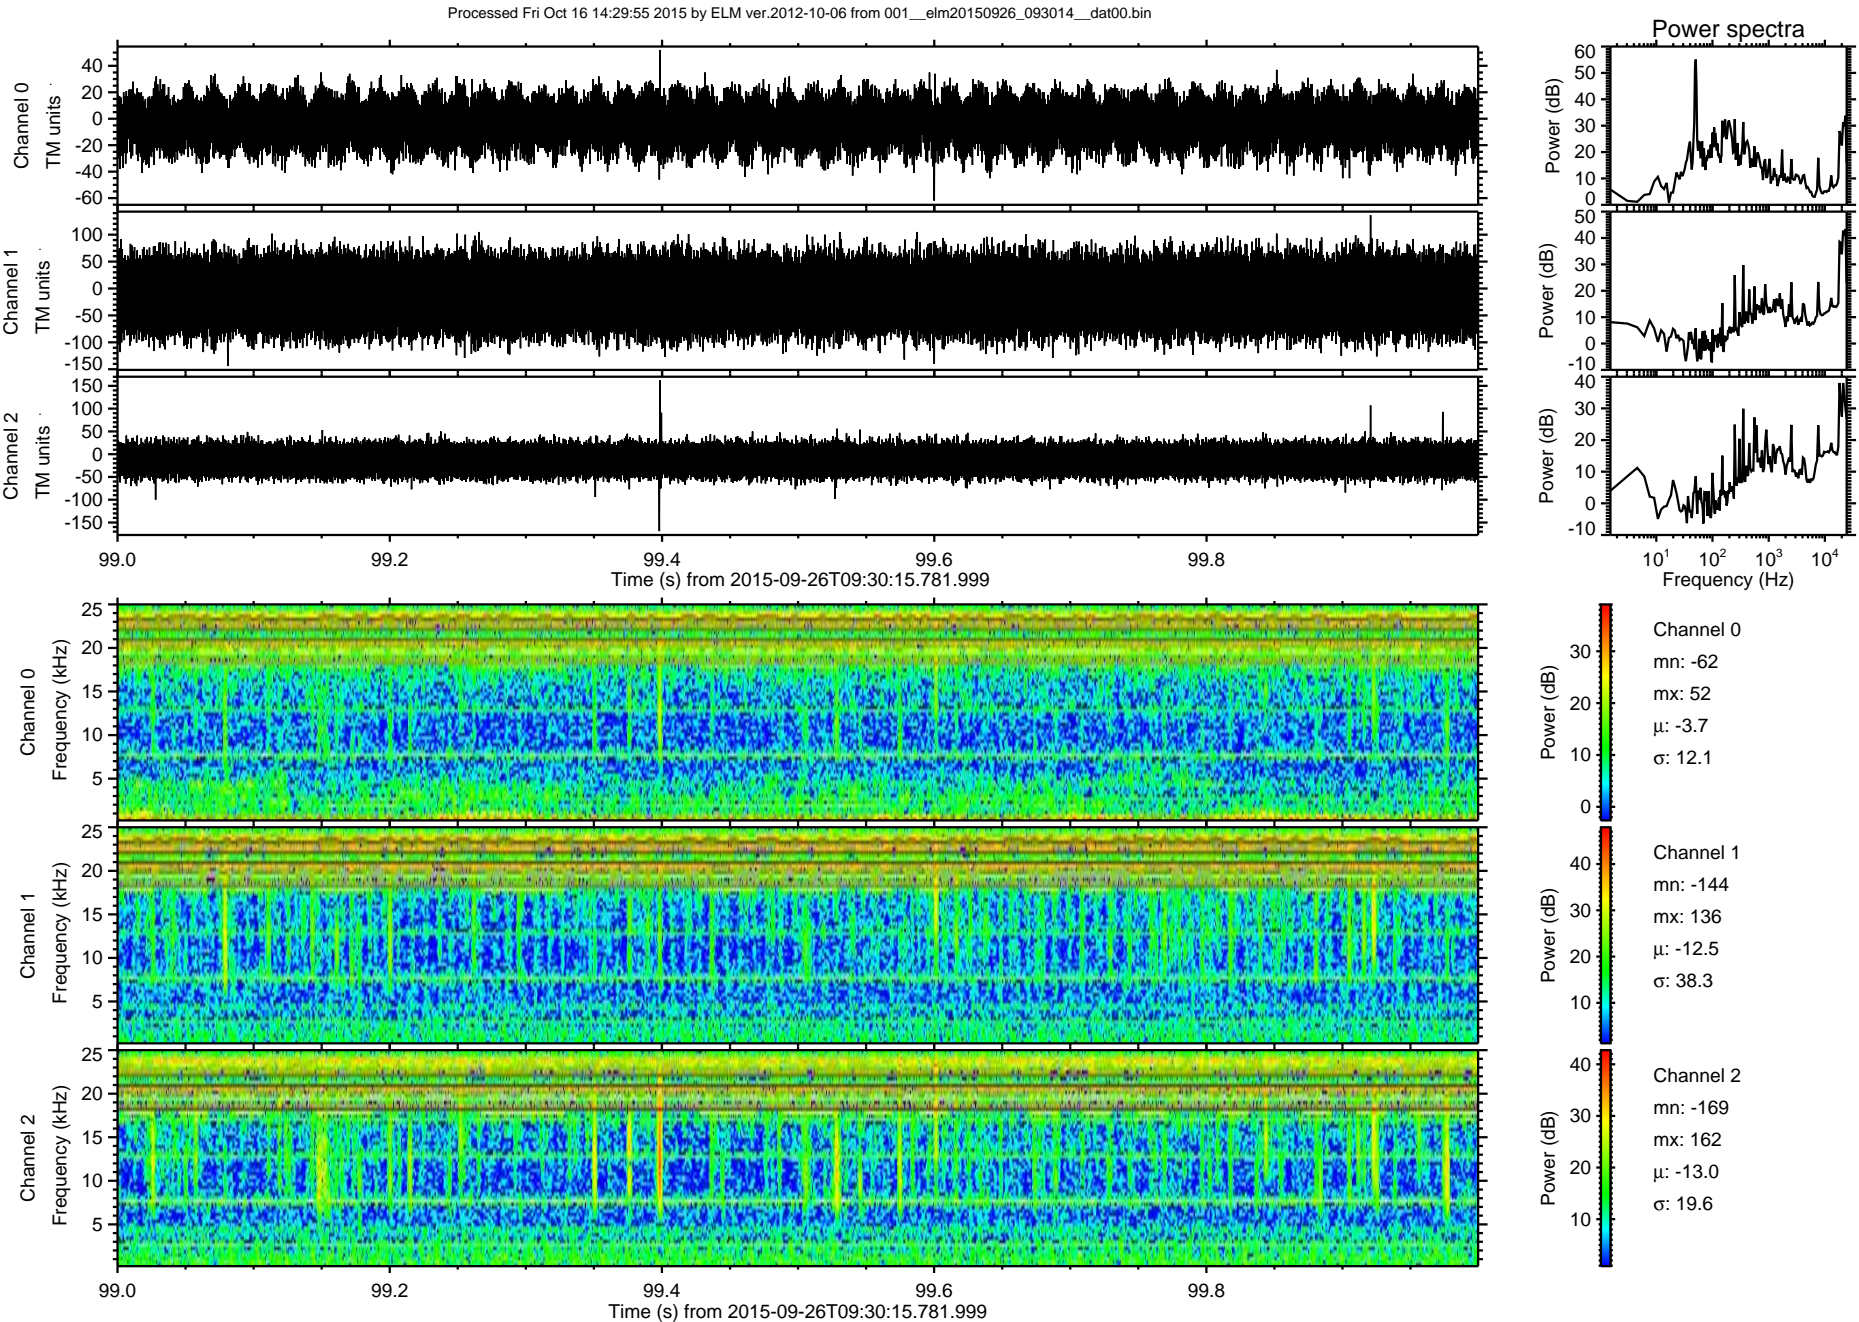 Processed Fri Oct 16 14:29:55 2015 by ELM ver.2012-10-06 from 001__elm20150926_093014__dat00.bin
Power spectra
Channel 0
TM units
40
20
0
-20
-40
-60
Power (dB)
60
50
40
30
20
10
0
Channel 1
TM units
100
50
0
-50
-100
-150
Power (dB)
50
40
30
20
10
0
-10
Channel 2
TM units
150
100
50
0
-50
-100
-150
Power (dB)
40
30
20
10
0
-10
99.0 99.2 99.4 99.6 99.8
Time (s) from 2015-09-26T09:30:15.781.999
10^1 10^2 10^3 10^4
Frequency (Hz)
Channel 0
Frequency (kHz)
25
20
15
10
5
Power (dB)
30
20
10
0
Channel 0
mn: -62
mx: 52
μ: -3.7
σ: 12.1
Channel 1
Frequency (kHz)
25
20
15
10
5
Power (dB)
40
30
20
10
Channel 1
mn: -144
mx: 136
μ: -12.5
σ: 38.3
Channel 2
Frequency (kHz)
25
20
15
10
5
Power (dB)
40
30
20
10
Channel 2
mn: -169
mx: 162
μ: -13.0
σ: 19.6
99.0 99.2 99.4 99.6 99.8
Time (s) from 2015-09-26T09:30:15.781.999